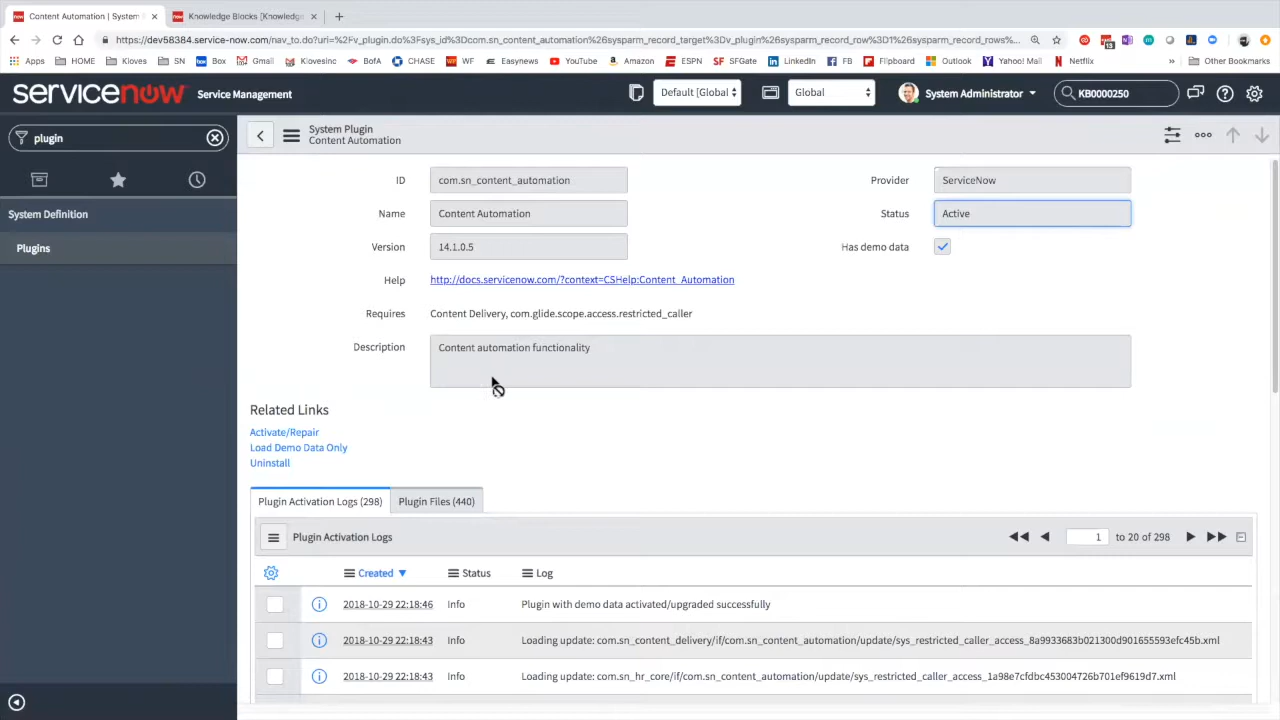 Content Automation | System
Knowledge Blocks [Knowledge
https://dev58384.service-now.com/nav_to.do?uri=%2Fv_plugin.do%3Fsys_id%3Dcom.sn_content_automation%26sysparm_record_target%3Dv_plugin%26sysparm_record_row%3D1%26sysparm_record_rows%...
13
Apps HOME Kloves SN Box Gmail KlovesInc BofA CHASE WF Easynews YouTube Amazon ESPN SFGate LinkedIn FB Flipboard Outlook Yahoo! Mail Netflix » Other Bookmarks
servicenow Service Management
Default [Global
Global
System Administrator
KB0000250
plugin
System Definition
Plugins
System Plugin
Content Automation
ID com.sn_content_automation
Provider ServiceNow
Name Content Automation
Status Active
Version 14.1.0.5
Has demo data
Help http://docs.servicenow.com/?context=CSHelp:Content_Automation
Requires Content Delivery, com.glide.scope.access.restricted_caller
Description Content automation functionality
Related Links
Activate/Repair
Load Demo Data Only
Uninstall
Plugin Activation Logs (298)
Plugin Files (440)
Plugin Activation Logs
1 to 20 of 298
Created Status Log
2018-10-29 22:18:46 Info Plugin with demo data activated/upgraded successfully
2018-10-29 22:18:43 Info Loading update: com.sn_content_delivery/if/com.sn_content_automation/update/sys_restricted_caller_access_8a9933683b021300d901655593efc45b.xml
2018-10-29 22:18:43 Info Loading update: com.sn_hr_core/if/com.sn_content_automation/update/sys_restricted_caller_access_1a98e7cfdbc453004726b701ef9619d7.xml